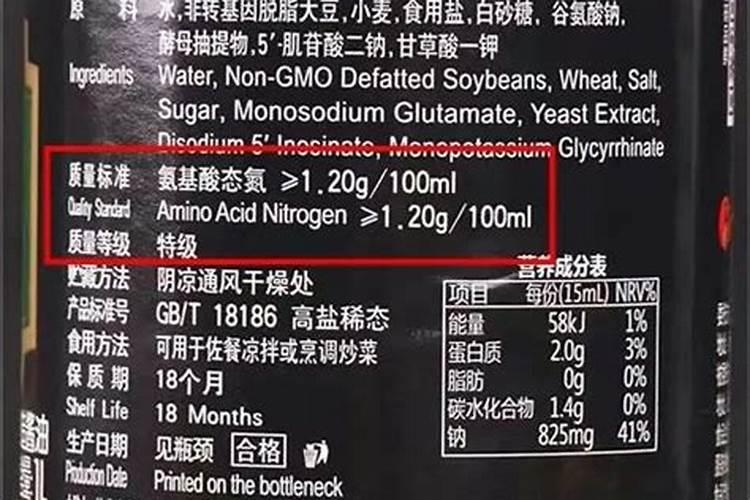 原 料 水,非转基因脱脂大豆,小麦,食用盐,白砂糖,谷氨酸钠,
酵母抽提物,5′-肌苷酸二钠,甘草酸一钾
Ingredients Water, Non-GMO Defatted Soybeans, Wheat, Salt,
Sugar, Monosodium Glutamate, Yeast Extract,
Disodium 5′ Inosinate, Monopotassium Glycyrrhinate
质量标准 氨基酸态氮 ≥1.20g/100ml
Quality Standard Amino Acid Nitrogen ≥1.20g/100ml
质量等级 特级
贮藏方法 阴凉通风干燥处
产品标准号 GB/T 18186 高盐稀态
食用方法 可用于佐餐凉拌或烹调炒菜
保质期 18个月
Shelf Life 18 Months
生产日期 见瓶颈 合格
Production Date Printed on the bottleneck
营养成分表
项目 每份(15mL) NRV%
能量 58kJ 1%
蛋白质 2.0g 3%
脂肪 0g 0%
碳水化合物 1.4g 0%
钠 825mg 41%
酱油
1L